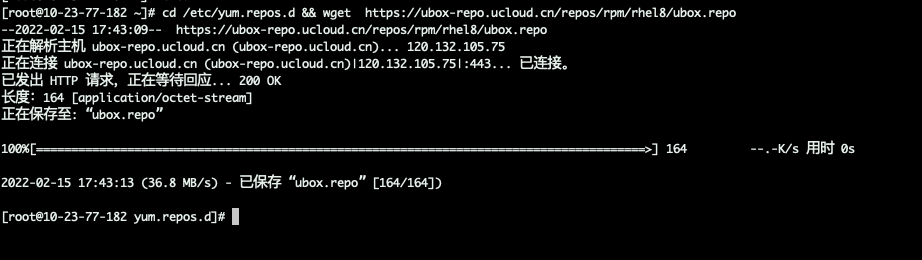 [root@10-23-77-182 ~]# cd /etc/yum.repos.d && wget  https://ubox-repo.ucloud.cn/repos/rpm/rhel8/ubox.repo
--2022-02-15 17:43:09--  https://ubox-repo.ucloud.cn/repos/rpm/rhel8/ubox.repo
正在解析主机 ubox-repo.ucloud.cn (ubox-repo.ucloud.cn)... 120.132.105.75
正在连接 ubox-repo.ucloud.cn (ubox-repo.ucloud.cn)|120.132.105.75|:443... 已连接。
已发出 HTTP 请求，正在等待回应... 200 OK
长度：164 [application/octet-stream]
正在保存至: “ubox.repo”
100%[======================================================================================>] 164         --.-K/s 用时 0s
2022-02-15 17:43:13 (36.8 MB/s) - 已保存 “ubox.repo” [164/164])
[root@10-23-77-182 yum.repos.d]#